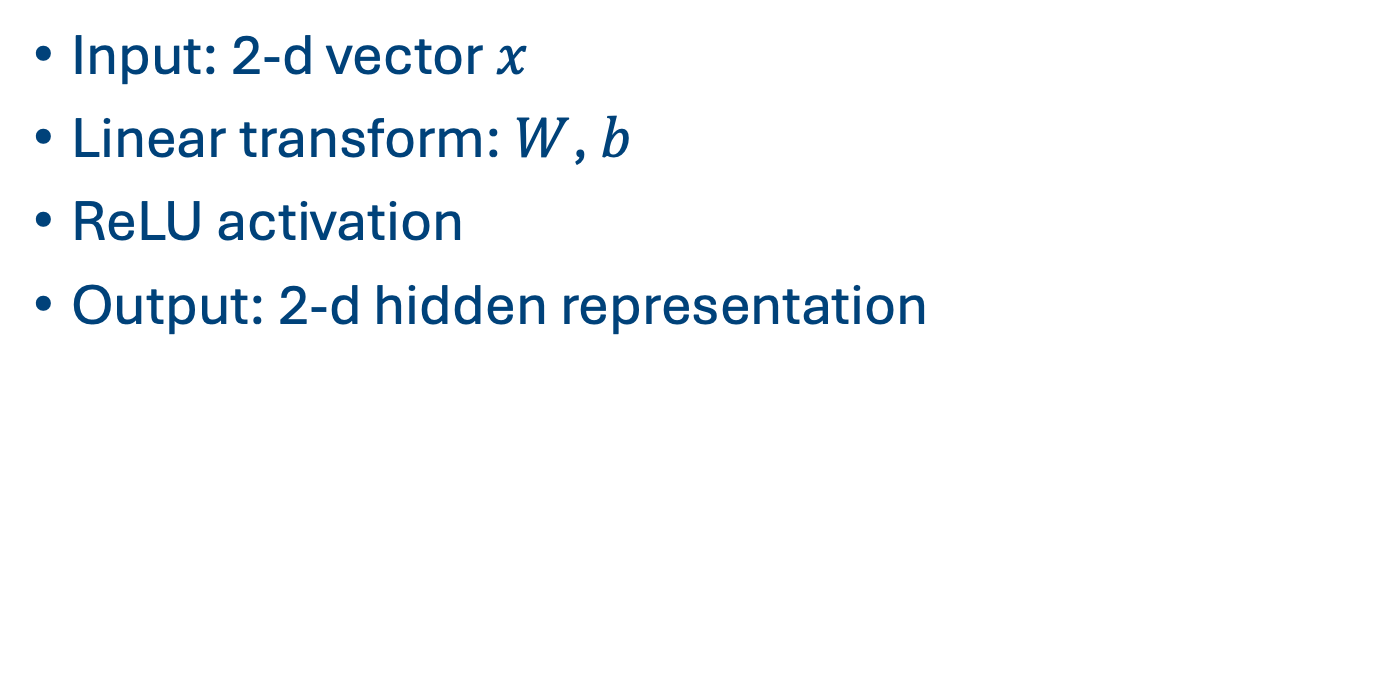 • Input: 2-d vector x
• Linear transform: W, b
• ReLU activation
• Output: 2-d hidden representation